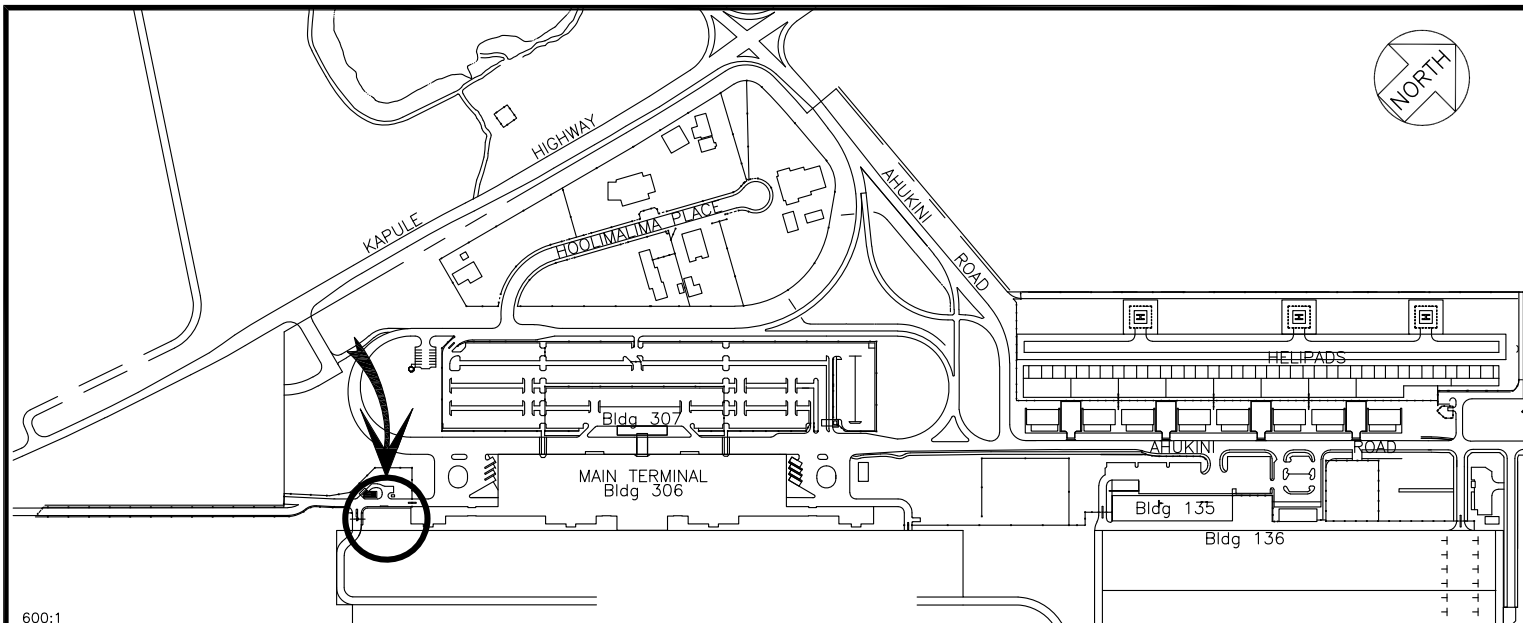 NORTH
KAPULE HIGHWAY
HOOLIMALIMA PLACE
AHUKINI ROAD
H H H
HELIPADS
Bldg 307
MAIN TERMINAL
Bldg 306
AHUKINI ROAD
Bldg 135
Bldg 136
600:1